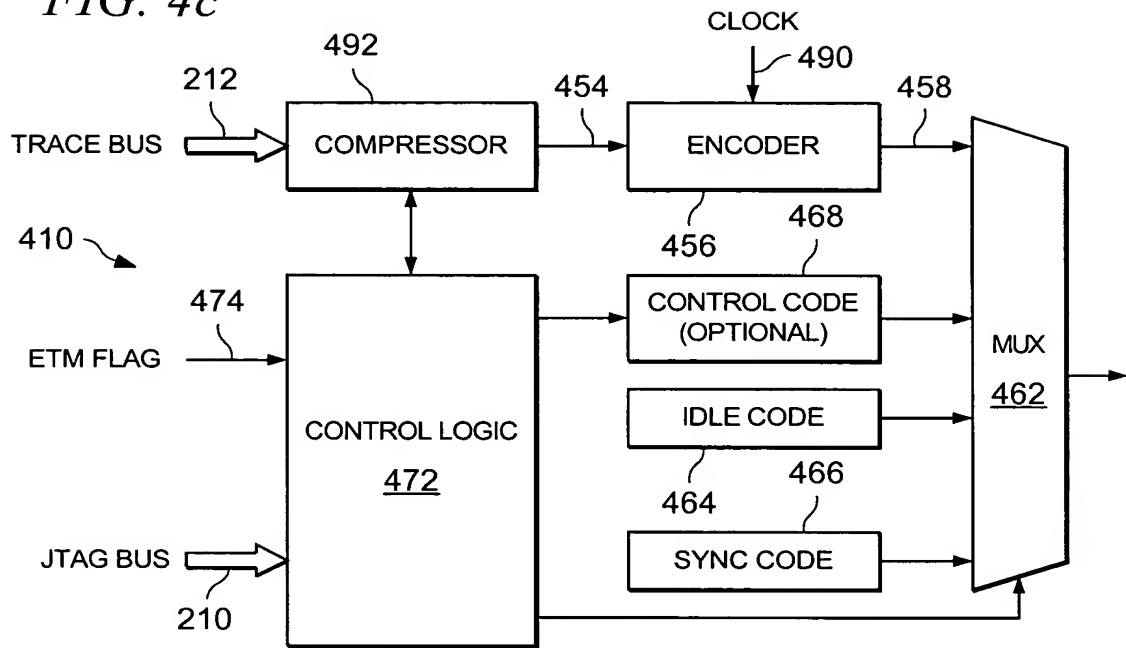 FIG. 4c
CLOCK
492
490
212
454
458
TRACE BUS
COMPRESSOR
ENCODER
410
456
468
474
CONTROL CODE
(OPTIONAL)
ETM FLAG
MUX
462
IDLE CODE
CONTROL LOGIC
472
464
466
JTAG BUS
SYNC CODE
210